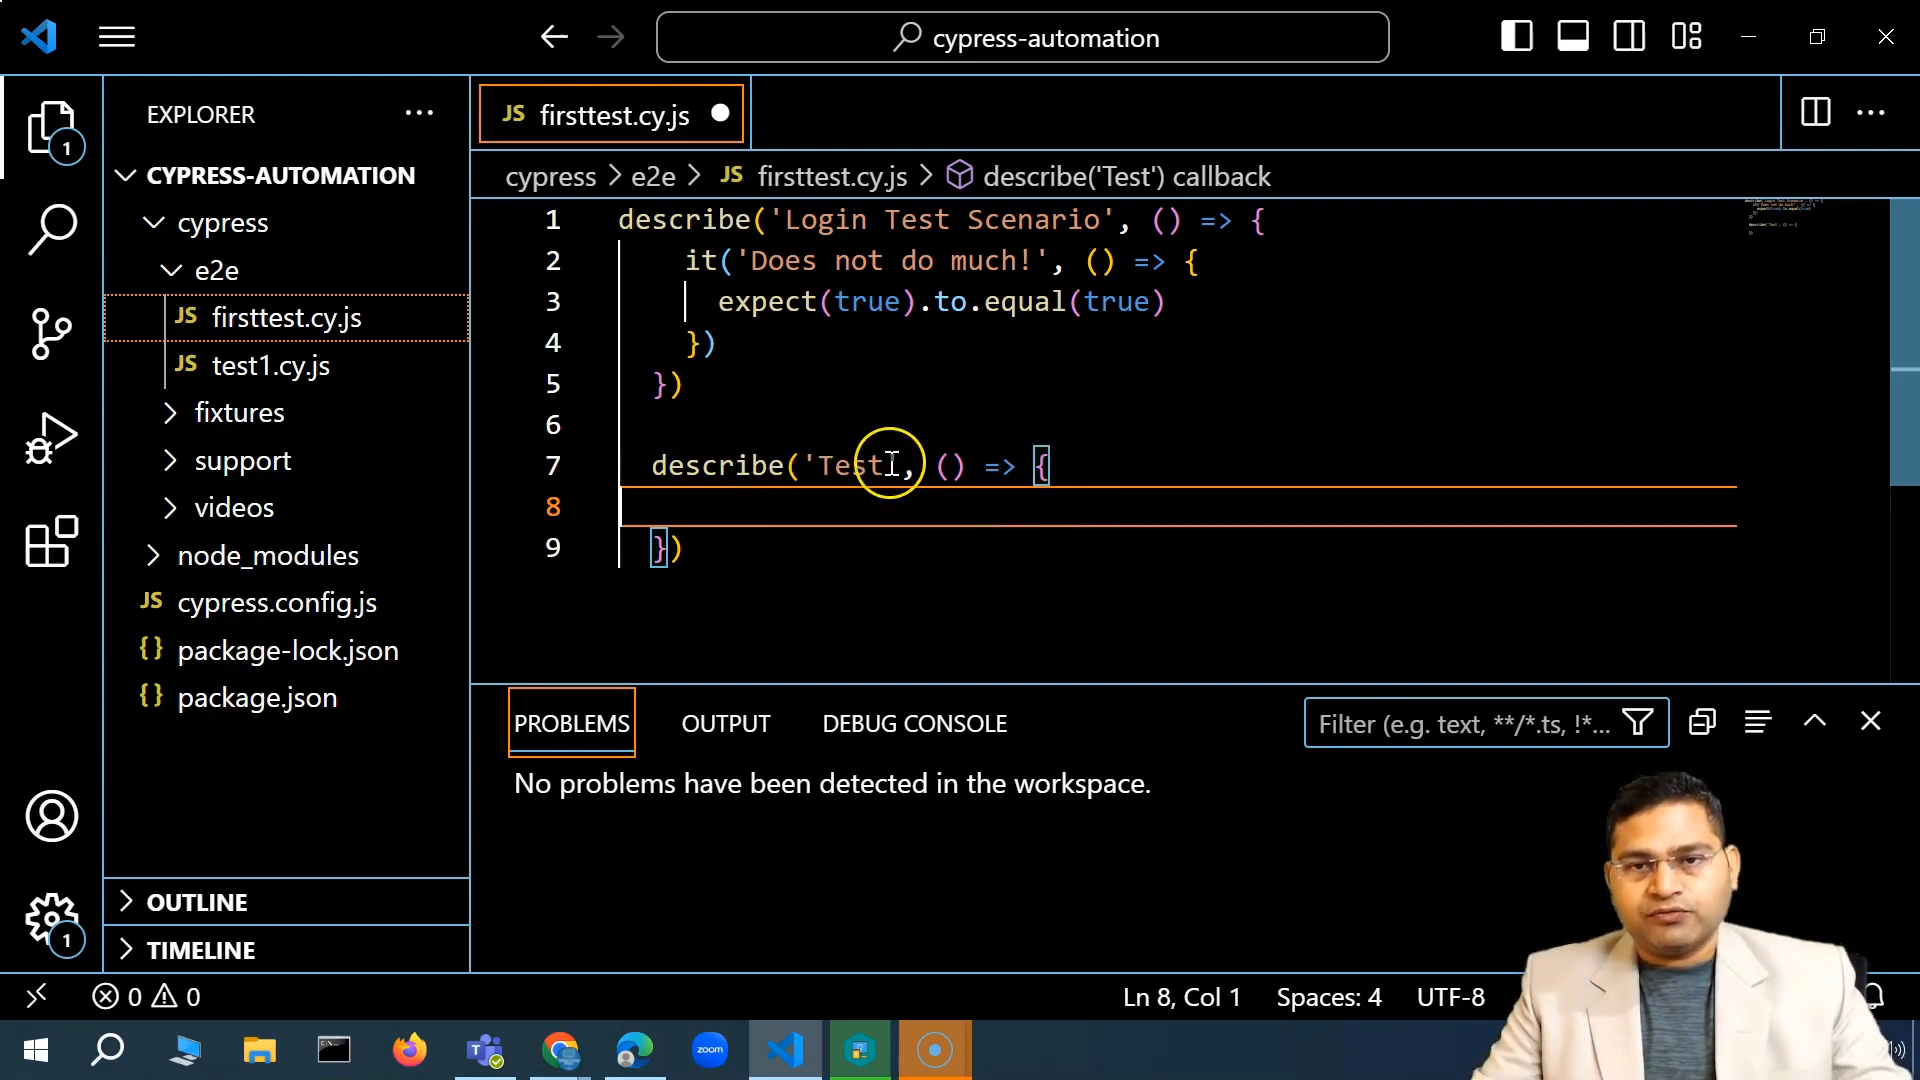 cypress-automation
EXPLORER
JS firsttest.cy.js
1
cypress > e2e > JS firsttest.cy.js > describe('Test') callback
CYPRESS-AUTOMATION
cypress
e2e
JS firsttest.cy.js
JS test1.cy.js
fixtures
support
videos
node_modules
JS cypress.config.js
{} package-lock.json
{} package.json
OUTLINE
TIMELINE
1
1 describe('Login Test Scenario', () => {
2 it('Does not do much!', () => {
3 expect(true).to.equal(true)
4 })
5 })
6
7 describe('Test', () => {
8
9 })
PROBLEMS OUTPUT DEBUG CONSOLE
Filter (e.g. text, **/*.ts, !*...
No problems have been detected in the workspace.
0 0
Ln 8, Col 1 Spaces: 4 UTF-8
zoom